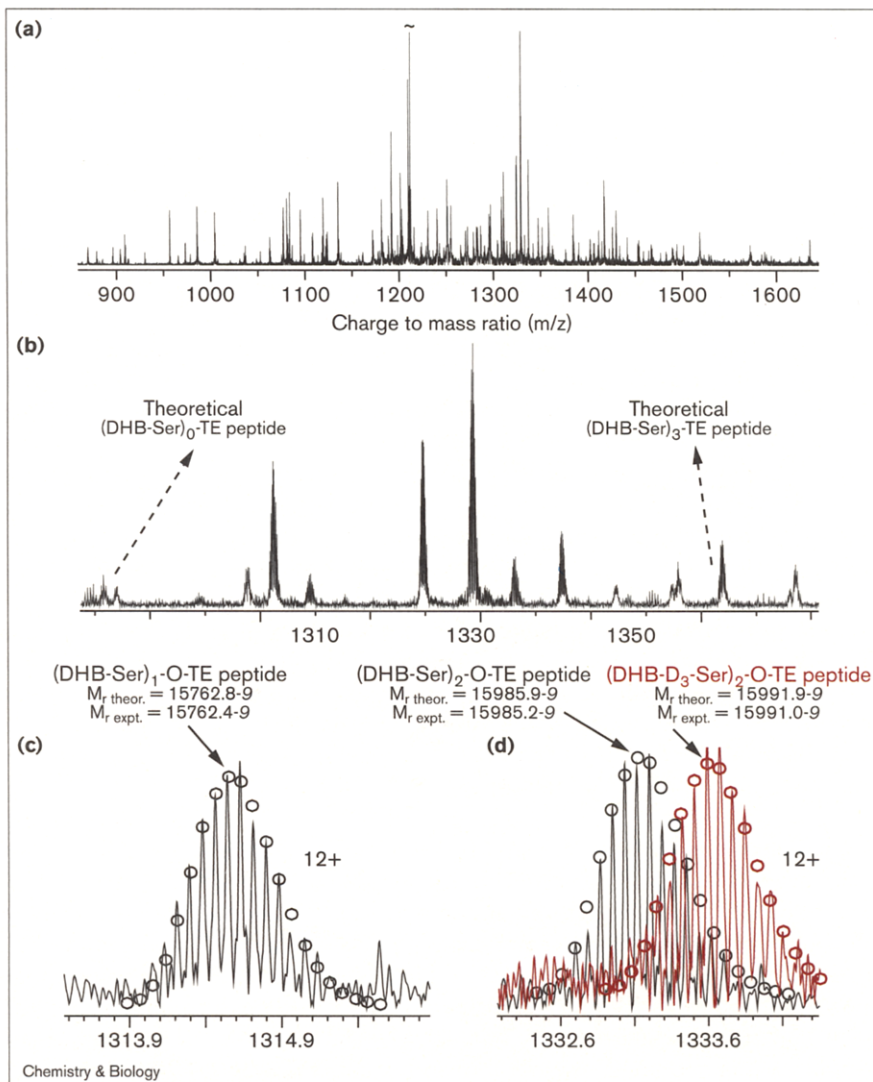 (a)
~
900 1000 1100 1200 1300 1400 1500 1600
Charge to mass ratio (m/z)
(b)
Theoretical
(DHB-Ser)0-TE peptide
Theoretical
(DHB-Ser)3-TE peptide
1310 1330 1350
(DHB-Ser)1-O-TE peptide
Mr theor. = 15762.8-9
Mr expt. = 15762.4-9
(DHB-Ser)2-O-TE peptide
Mr theor. = 15985.9-9
Mr expt. = 15985.2-9
(DHB-D3-Ser)2-O-TE peptide
Mr theor. = 15991.9-9
Mr expt. = 15991.0-9
(c)
12+
1313.9 1314.9
(d)
12+
1332.6 1333.6
Chemistry & Biology